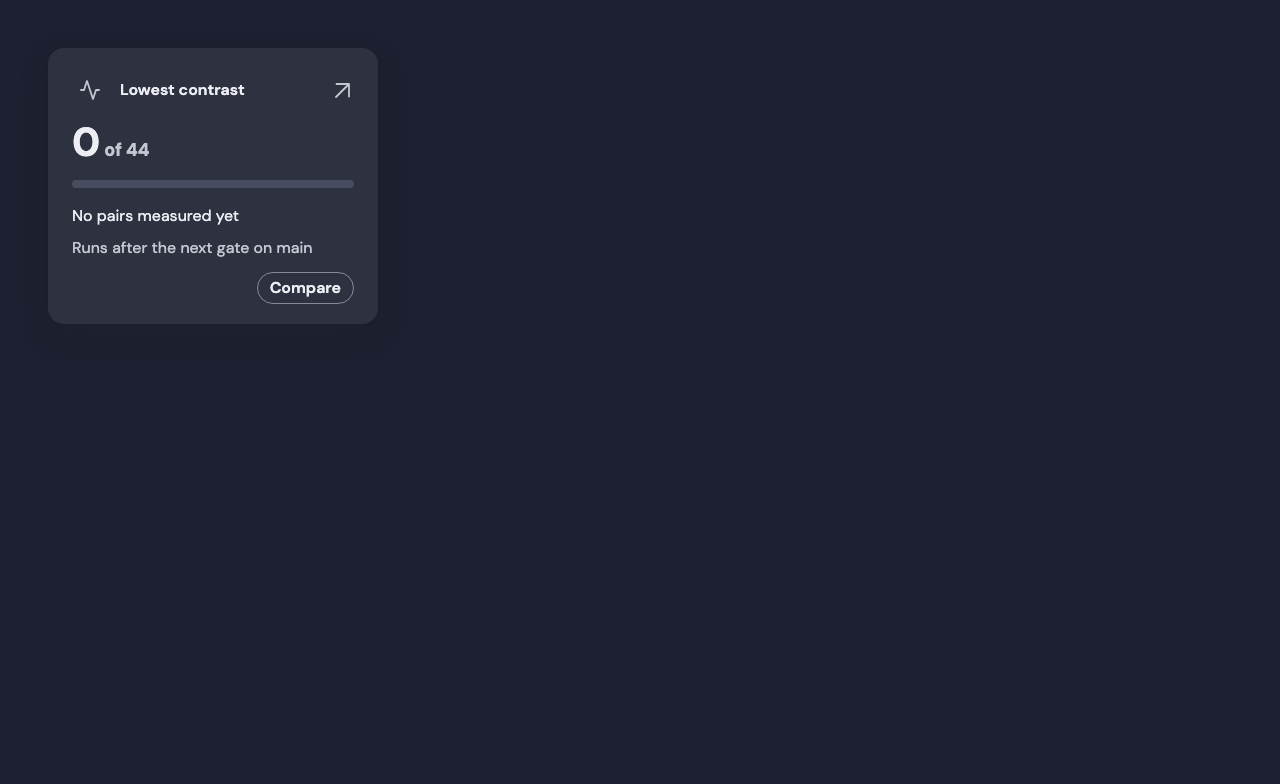 Lowest contrast
0 of 44
No pairs measured yet
Runs after the next gate on main
Compare